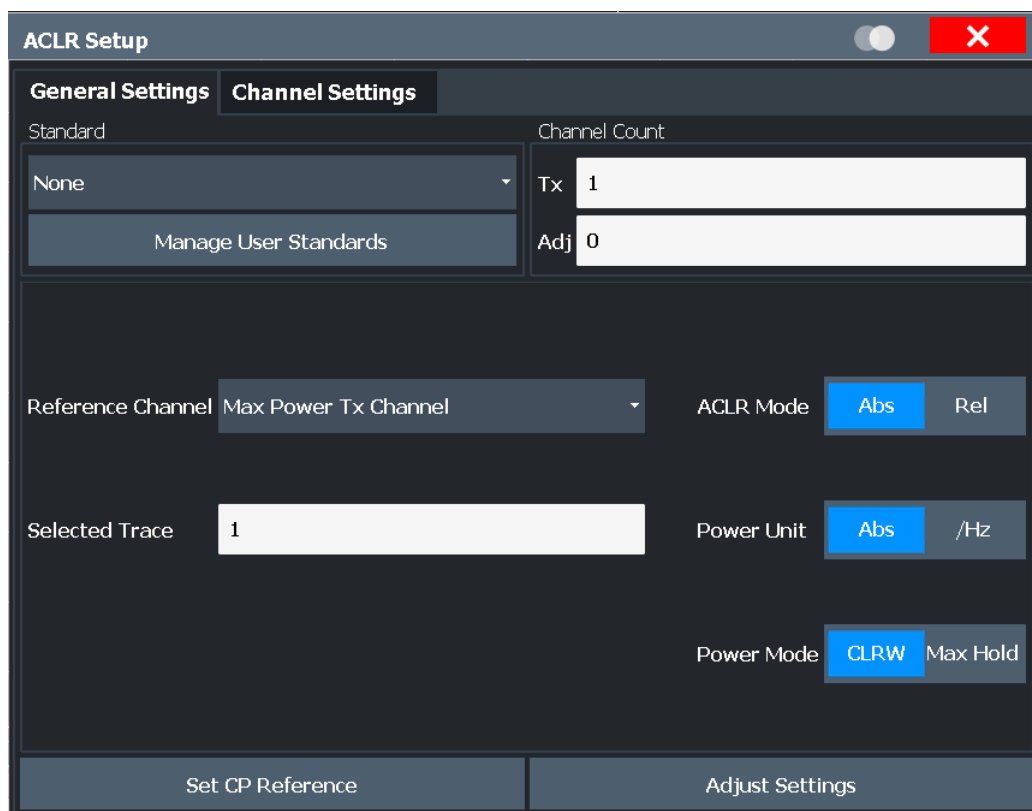 ACLR Setup
General Settings Channel Settings
Standard Channel Count
None Tx 1
Manage User Standards Adj 0
Reference Channel Max Power Tx Channel ACLR Mode Abs Rel
Selected Trace 1 Power Unit Abs /Hz
Power Mode CLRW Max Hold
Set CP Reference Adjust Settings